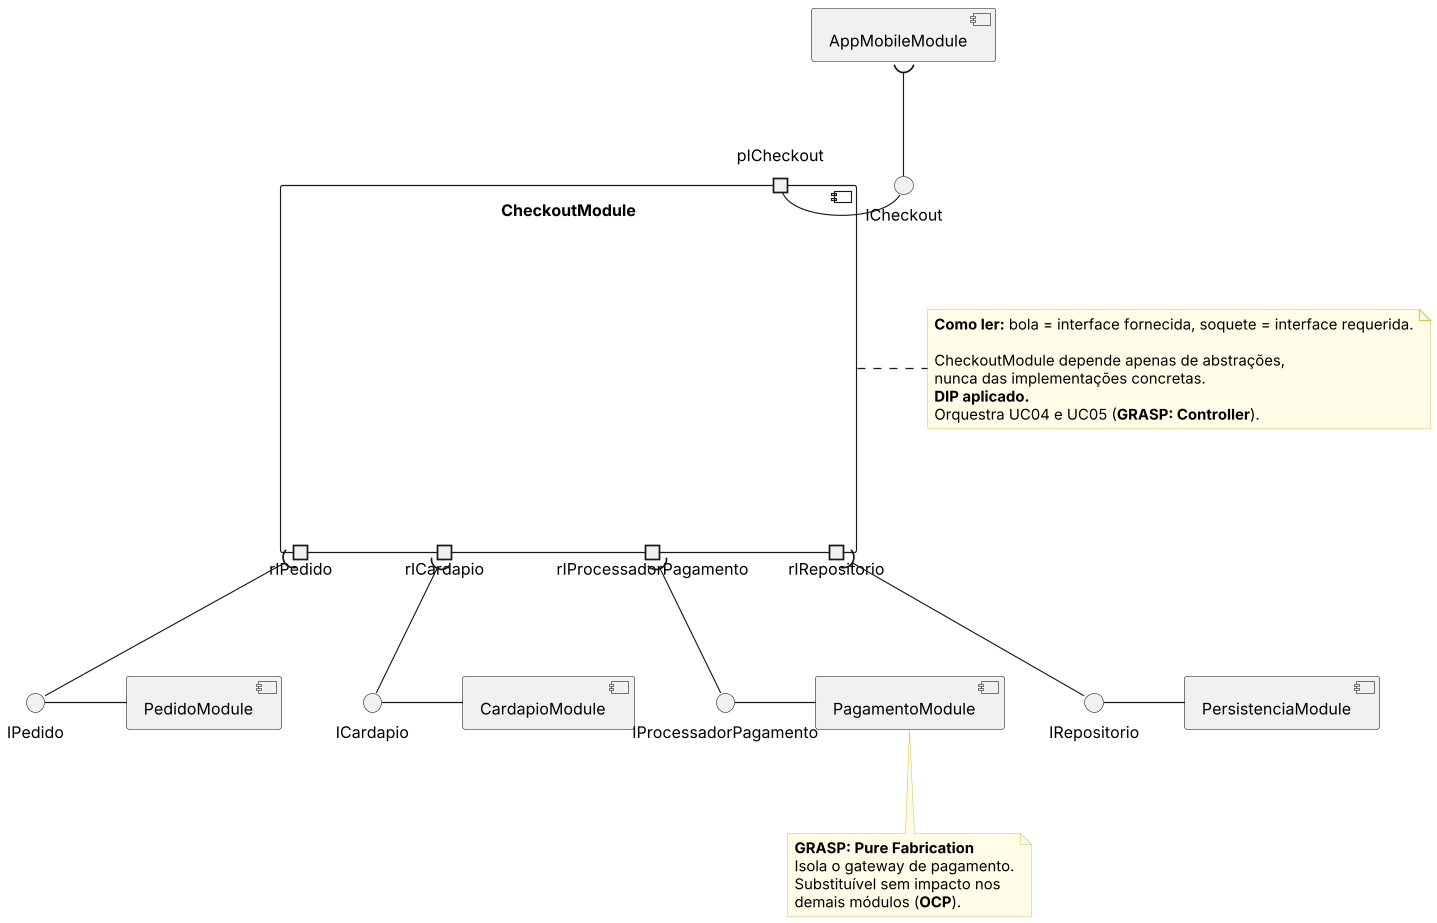 AppMobileModule
pICheckout
CheckoutModule
ICheckout
Como ler: bola = interface fornecida, soquete = interface requerida.
CheckoutModule depende apenas de abstrações,
nunca das implementações concretas.
DIP aplicado.
Orquestra UC04 e UC05 (GRASP: Controller).
rIPedido
rICardapio
rIProcessadorPagamento
rIRepositorio
PedidoModule
CardapioModule
PagamentoModule
PersistenciaModule
IPedido
ICardapio
IProcessadorPagamento
IRepositorio
GRASP: Pure Fabrication
Isola o gateway de pagamento.
Substituível sem impacto nos
demais módulos (OCP).